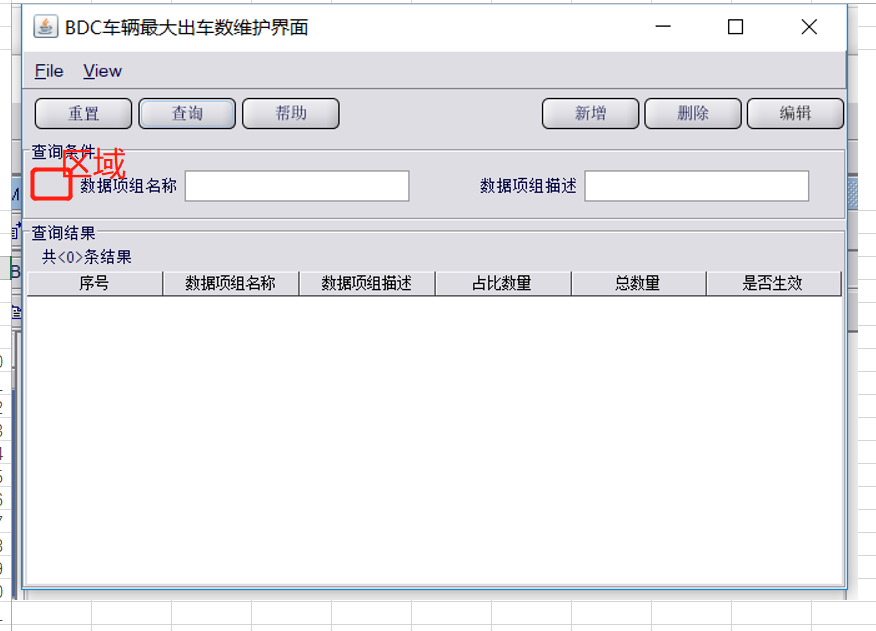 BDC车辆最大出车数维护界面
File View
重置 查询 帮助 新增 删除 编辑
查询条件
区域
数据项组名称 数据项组描述
查询结果
共<0>条结果
序号 数据项组名称 数据项组描述 占比数量 总数量 是否生效